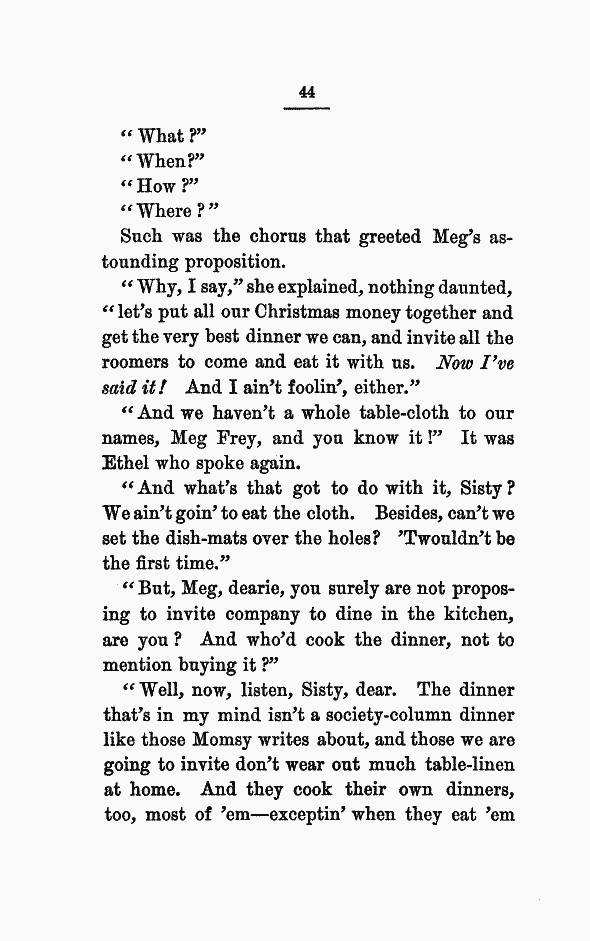 44
“What?”
“When?”
“How?”
“Where?”
Such was the chorus that greeted Meg’s as-
tounding proposition.
“Why, I say,” she explained, nothing daunted,
“let’s put all our Christmas money together and
get the very best dinner we can, and invite all the
roomers to come and eat it with us. Now I’ve
said it! And I ain’t foolin’, either.”
“And we haven’t a whole table-cloth to our
names, Meg Frey, and you know it!” It was
Ethel who spoke again.
“And what’s that got to do with it, Sisty?
We ain’t goin’ to eat the cloth. Besides, can’t we
set the dish-mats over the holes? ’Twouldn’t be
the first time.”
“But, Meg, dearie, you surely are not propos-
ing to invite company to dine in the kitchen,
are you? And who’d cook the dinner, not to
mention buying it?”
“Well, now, listen, Sisty, dear. The dinner
that’s in my mind isn’t a society-column dinner
like those Momsy writes about, and those we are
going to invite don’t wear out much table-linen
at home. And they cook their own dinners,
too, most of ’em—exceptin’ when they eat ’em